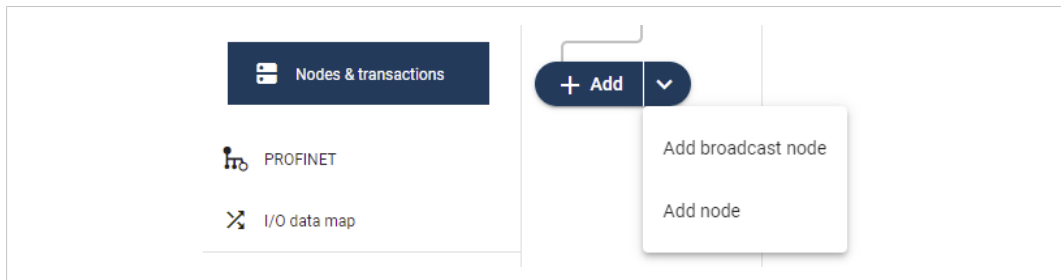 Nodes & transactions
Add
PROFINET
Add broadcast node
I/O data map
Add node